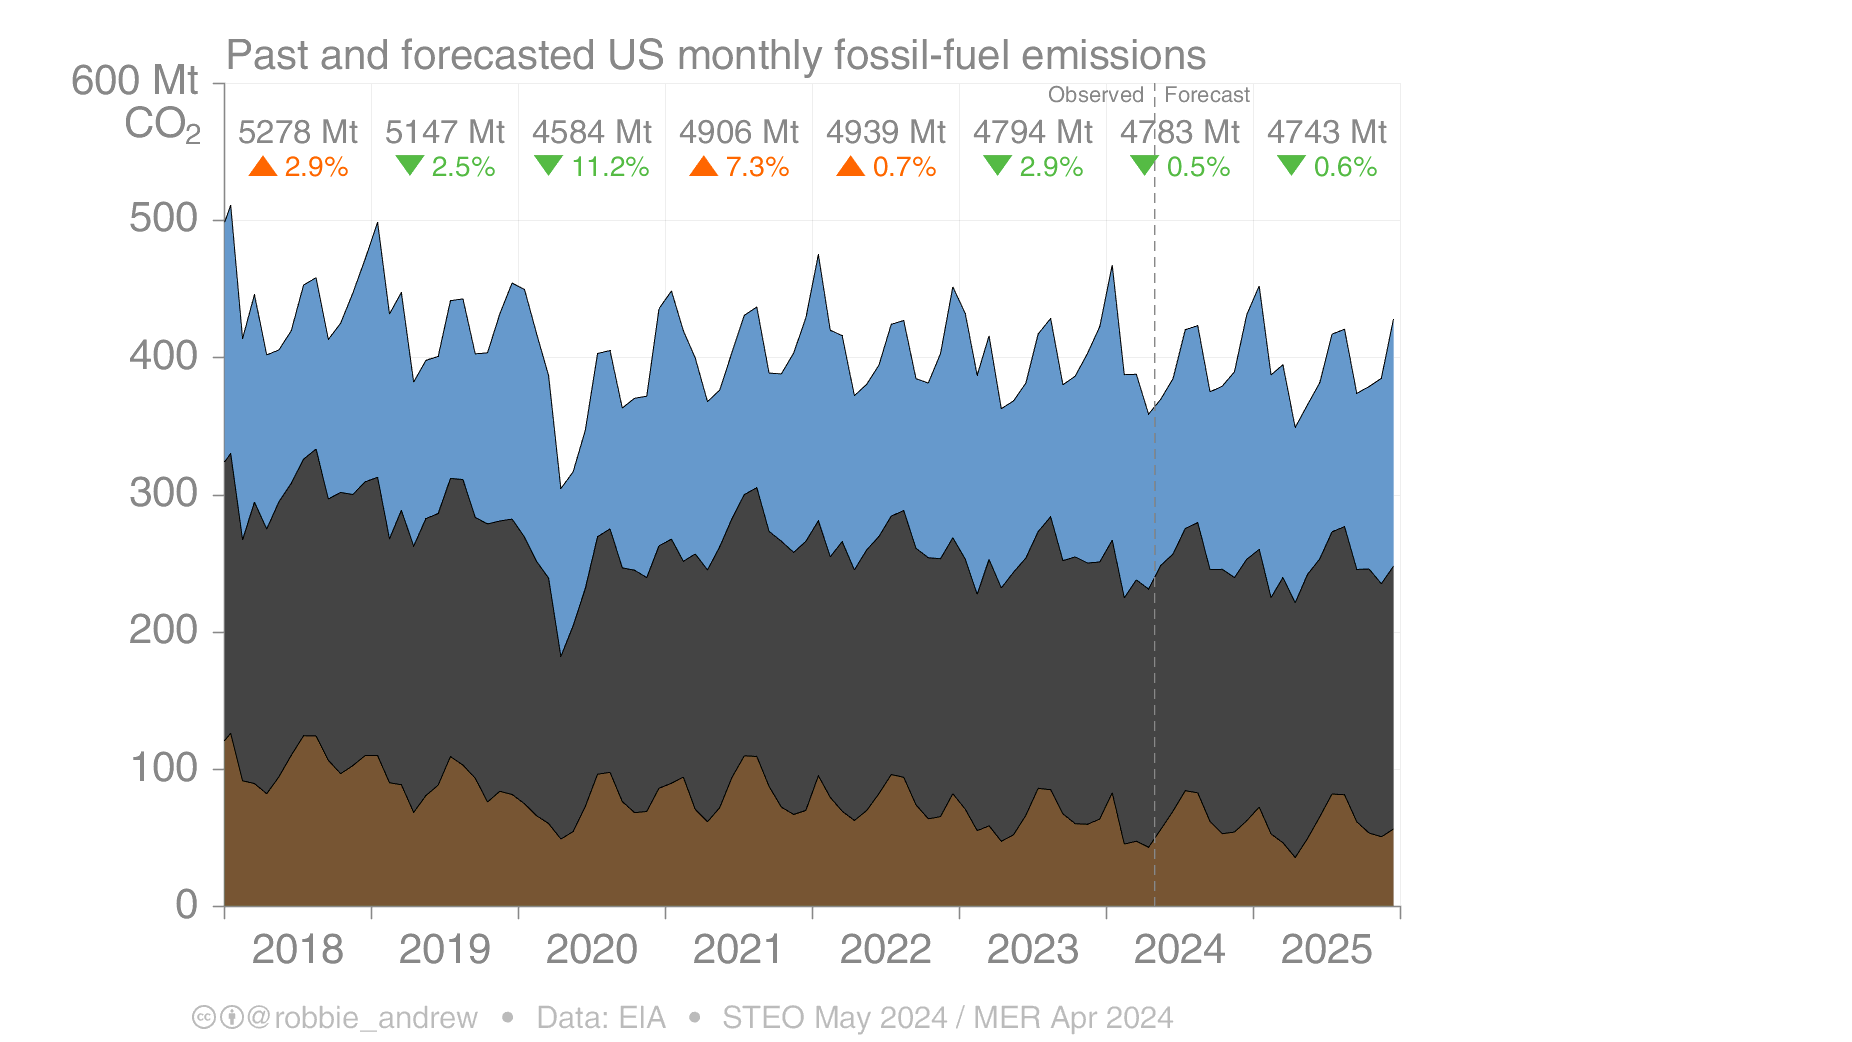 Past and forecasted US monthly fossil-fuel emissions
600 Mt
CO₂
Observed Forecast
5278 Mt 5147 Mt 4584 Mt 4906 Mt 4939 Mt 4794 Mt 4783 Mt 4743 Mt
▲ 2.9% ▼ 2.5% ▼ 11.2% ▲ 7.3% ▲ 0.7% ▼ 2.9% ▼ 0.5% ▼ 0.6%
500
400
300
200
100
0
2018 2019 2020 2021 2022 2023 2024 2025
@robbie_andrew • Data: EIA • STEO May 2024 / MER Apr 2024